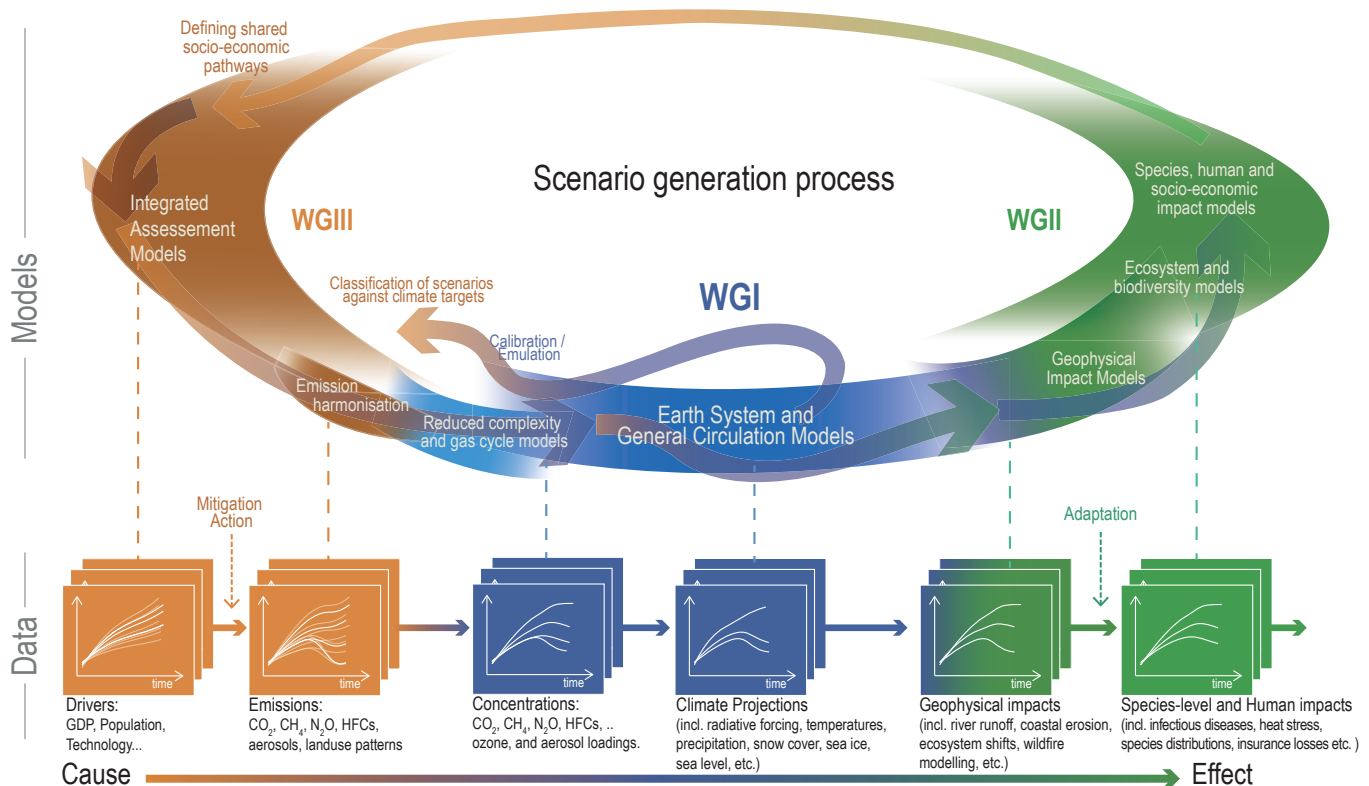 Defining shared
socio-economic
pathways
Scenario generation process
Models
Integrated
Assessement
Models
WGIII
WGII
Species, human and
socio-economic
impact models
Classification of scenarios
against climate targets
WGI
Ecosystem and
biodiversity models
Calibration /
Emulation
Geophysical
Impact Models
Emission
harmonisation
Reduced complexity
and gas cycle models
Earth System and
General Circulation Models
Mitigation
Action
Adaptation
Data
time
time
time
time
time
time
Drivers:
GDP, Population,
Technology...
Emissions:
CO₂, CH₄, N₂O, HFCs,
aerosols, landuse patterns
Concentrations:
CO₂, CH₄, N₂O, HFCs, ..
ozone, and aerosol loadings.
Climate Projections
(incl. radiative forcing, temperatures,
precipitation, snow cover, sea ice,
sea level, etc.)
Geophysical impacts
(incl. river runoff, coastal erosion,
ecosystem shifts, wildfire
modelling, etc.)
Species-level and Human impacts
(incl. infectious diseases, heat stress,
species distributions, insurance losses etc. )
Cause
Effect